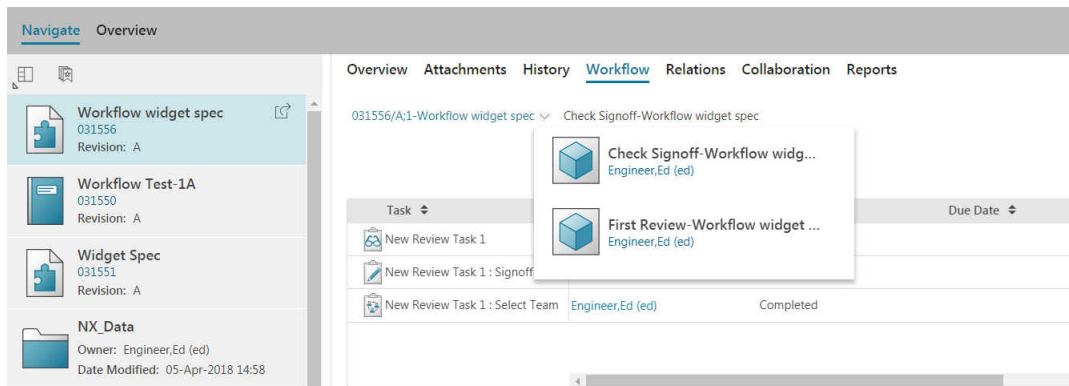 Navigate Overview
Workflow widget spec
031556
Revision: A
Workflow Test-1A
031550
Revision: A
Widget Spec
031551
Revision: A
NX_Data
Owner: Engineer,Ed (ed)
Date Modified: 05-Apr-2018 14:58
Overview Attachments History Workflow Relations Collaboration Reports
031556/A;1-Workflow widget spec Check Signoff-Workflow widget spec
Check Signoff-Workflow widg...
Engineer,Ed (ed)
First Review-Workflow widget ...
Engineer,Ed (ed)
Task Due Date
New Review Task 1
New Review Task 1 : Signoff
New Review Task 1 : Select Team Engineer,Ed (ed) Completed